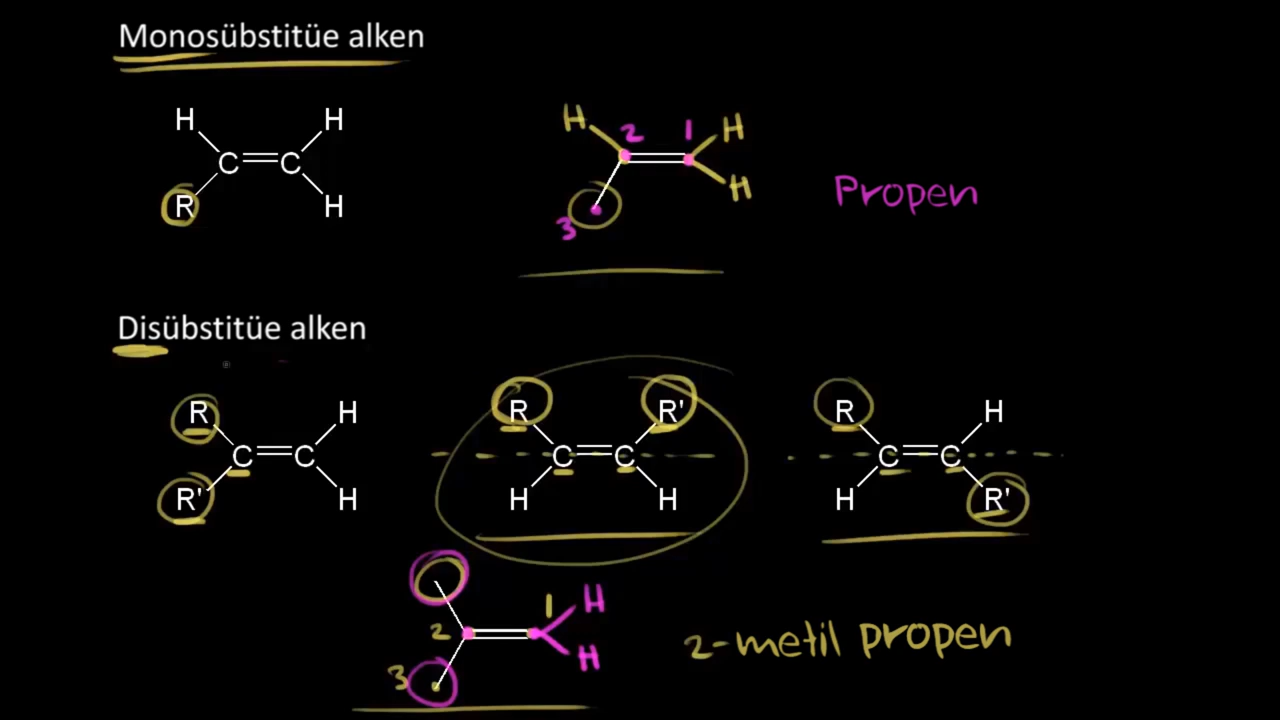 Monosübstitüe alken
H H H 2 1 H
C C
R H 3 H Propen
Disübstitüe alken
R H R R' R H
C C C C C C
R' H H H H R'
1 H
2
3 H 2-metil propen